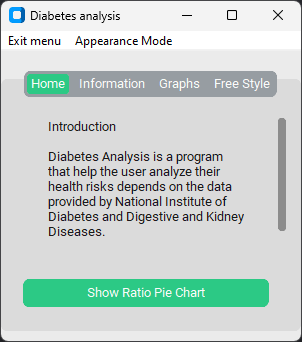 Diabetes analysis
Exit menu Appearance Mode
Home Information Graphs Free Style
Introduction
Diabetes Analysis is a program
that help the user analyze their
health risks depends on the data
provided by National Institute of
Diabetes and Digestive and Kidney
Diseases.
Show Ratio Pie Chart